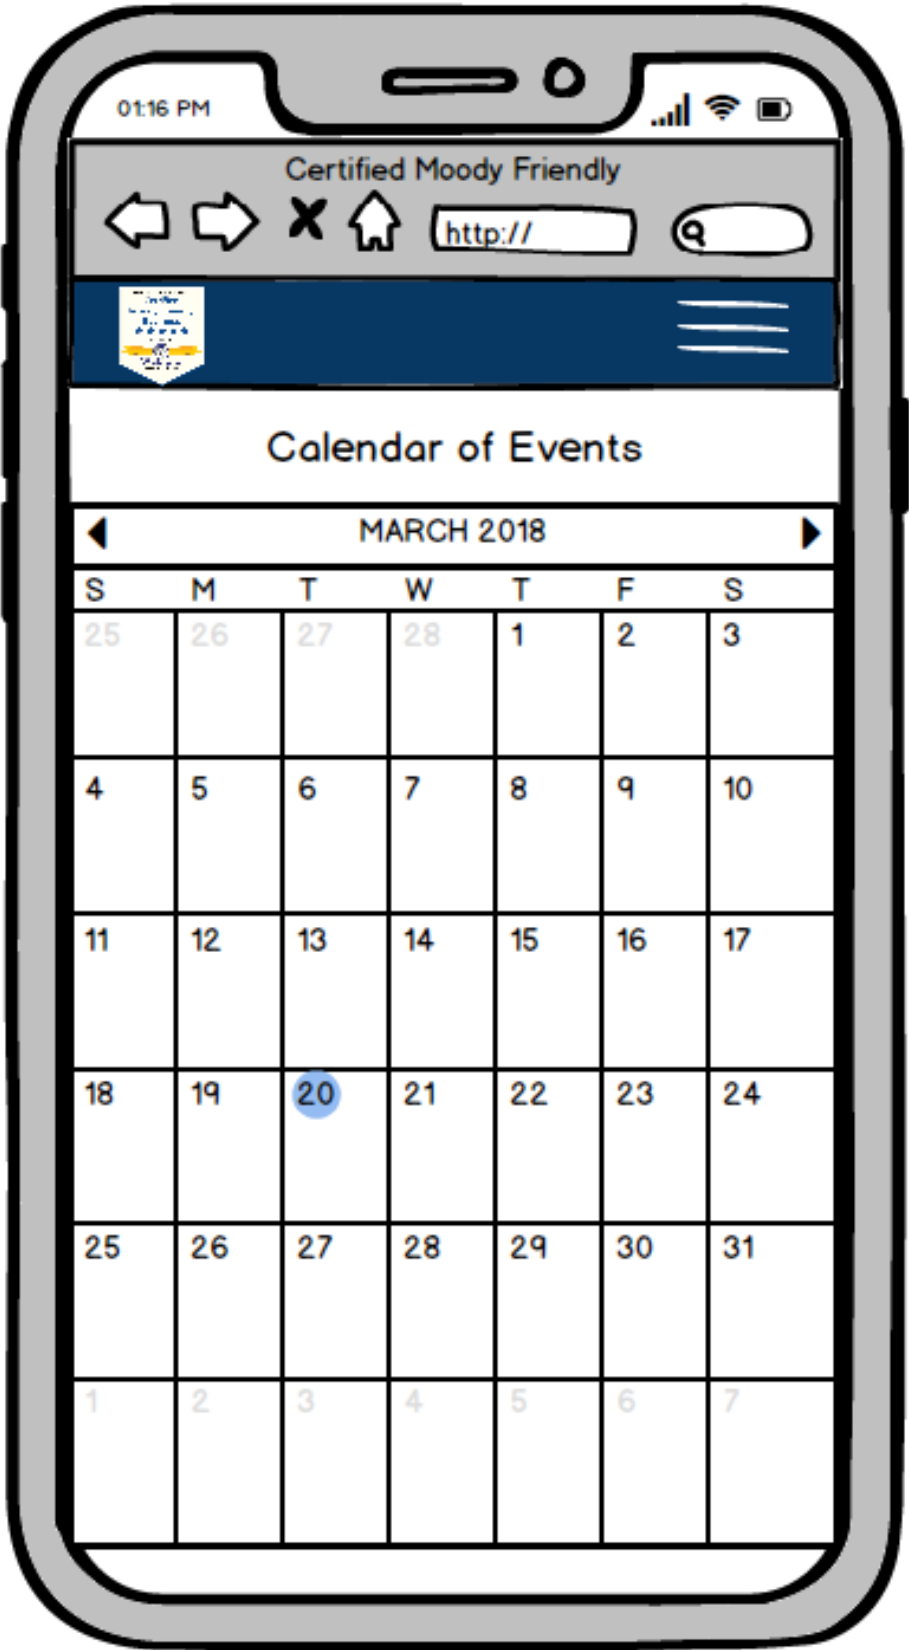 01:16 PM
Certified Moody Friendly
http://
Calendar of Events
MARCH 2018
S M T W T F S
25 26 27 28 1 2 3
4 5 6 7 8 9 10
11 12 13 14 15 16 17
18 19 20 21 22 23 24
25 26 27 28 29 30 31
1 2 3 4 5 6 7